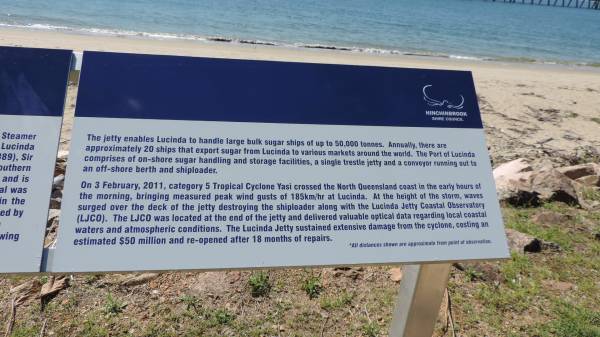 HINCHINBROOK
SHIRE COUNCIL
Steamer
Lucinda
89), Sir
outhern
and is
al was
in the
ed by
wing
The jetty enables Lucinda to handle large bulk sugar ships of up to 50,000 tonnes. Annually, there are
approximately 20 ships that export sugar from Lucinda to various markets around the world. The Port of Lucinda
comprises of on-shore sugar handling and storage facilities, a single trestle jetty and a conveyor running out to
an off-shore berth and shiploader.
On 3 February, 2011, category 5 Tropical Cyclone Yasi crossed the North Queensland coast in the early hours of
the morning, bringing measured peak wind gusts of 185km/hr at Lucinda. At the height of the storm, waves
surged over the deck of the jetty destroying the shiploader along with the Lucinda Jetty Coastal Observatory
(LJCO). The LJCO was located at the end of the jetty and delivered valuable optical data regarding local coastal
waters and atmospheric conditions. The Lucinda Jetty sustained extensive damage from the cyclone, costing an
estimated $50 million and re-opened after 18 months of repairs.
*All distances shown are approximate from point of observation.